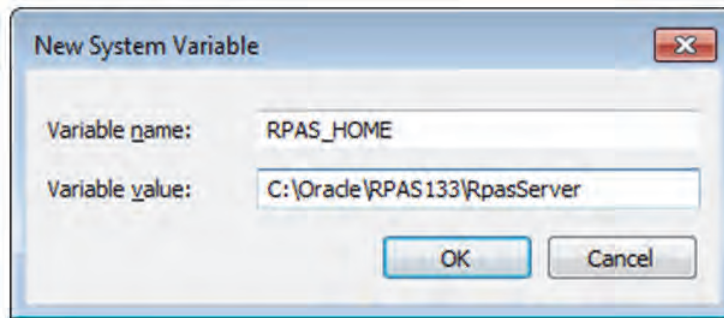 New System Variable
Variable name: RPAS_HOME
Variable value: C:\Oracle\RPAS133\RpasServer
OK Cancel